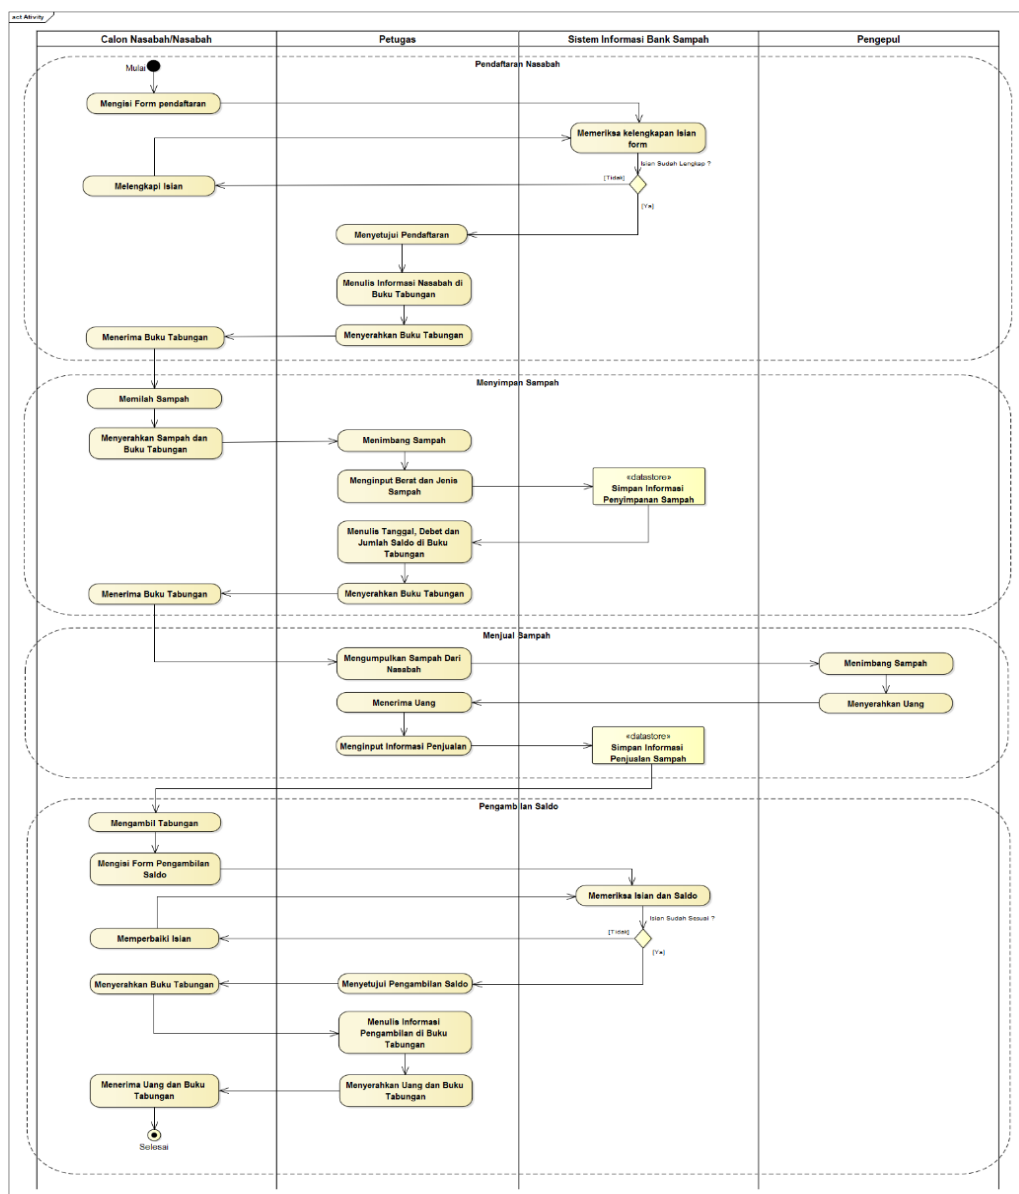 act Ativity
Calon Nasabah/Nasabah
Petugas
Sistem Informasi Bank Sampah
Pengepul
Pendaftaran Nasabah
Mulai
Mengisi Form pendaftaran
Memeriksa kelengkapan Isian
form
Isian Sudah Lengkap ?
[Tidak]
Melengkapi Isian
[Ya]
Menyetujui Pendaftaran
Menulis Informasi Nasabah di
Buku Tabungan
Menyerahkan Buku Tabungan
Menerima Buku Tabungan
Menyimpan Sampah
Memilah Sampah
Menyerahkan Sampah dan
Buku Tabungan
Menimbang Sampah
Menginput Berat dan Jenis
Sampah
«datastore»
Simpan Informasi
Penyimpanan Sampah
Menulis Tanggal, Debet dan
Jumlah Saldo di Buku
Tabungan
Menyerahkan Buku Tabungan
Menerima Buku Tabungan
Menjual Sampah
Mengumpulkan Sampah Dari
Nasabah
Menimbang Sampah
Menyerahkan Uang
Menerima Uang
Menginput Informasi Penjualan
«datastore»
Simpan Informasi
Penjualan Sampah
Pengambilan Saldo
Mengambil Tabungan
Mengisi Form Pengambilan
Saldo
Memeriksa Isian dan Saldo
Isian Sudah Sesuai ?
[Tidak]
Memperbaiki Isian
[Ya]
Menyetujui Pengambilan Saldo
Menyerahkan Buku Tabungan
Menulis Informasi
Pengambilan di Buku
Tabungan
Menyerahkan Uang dan Buku
Tabungan
Menerima Uang dan Buku
Tabungan
Selesai